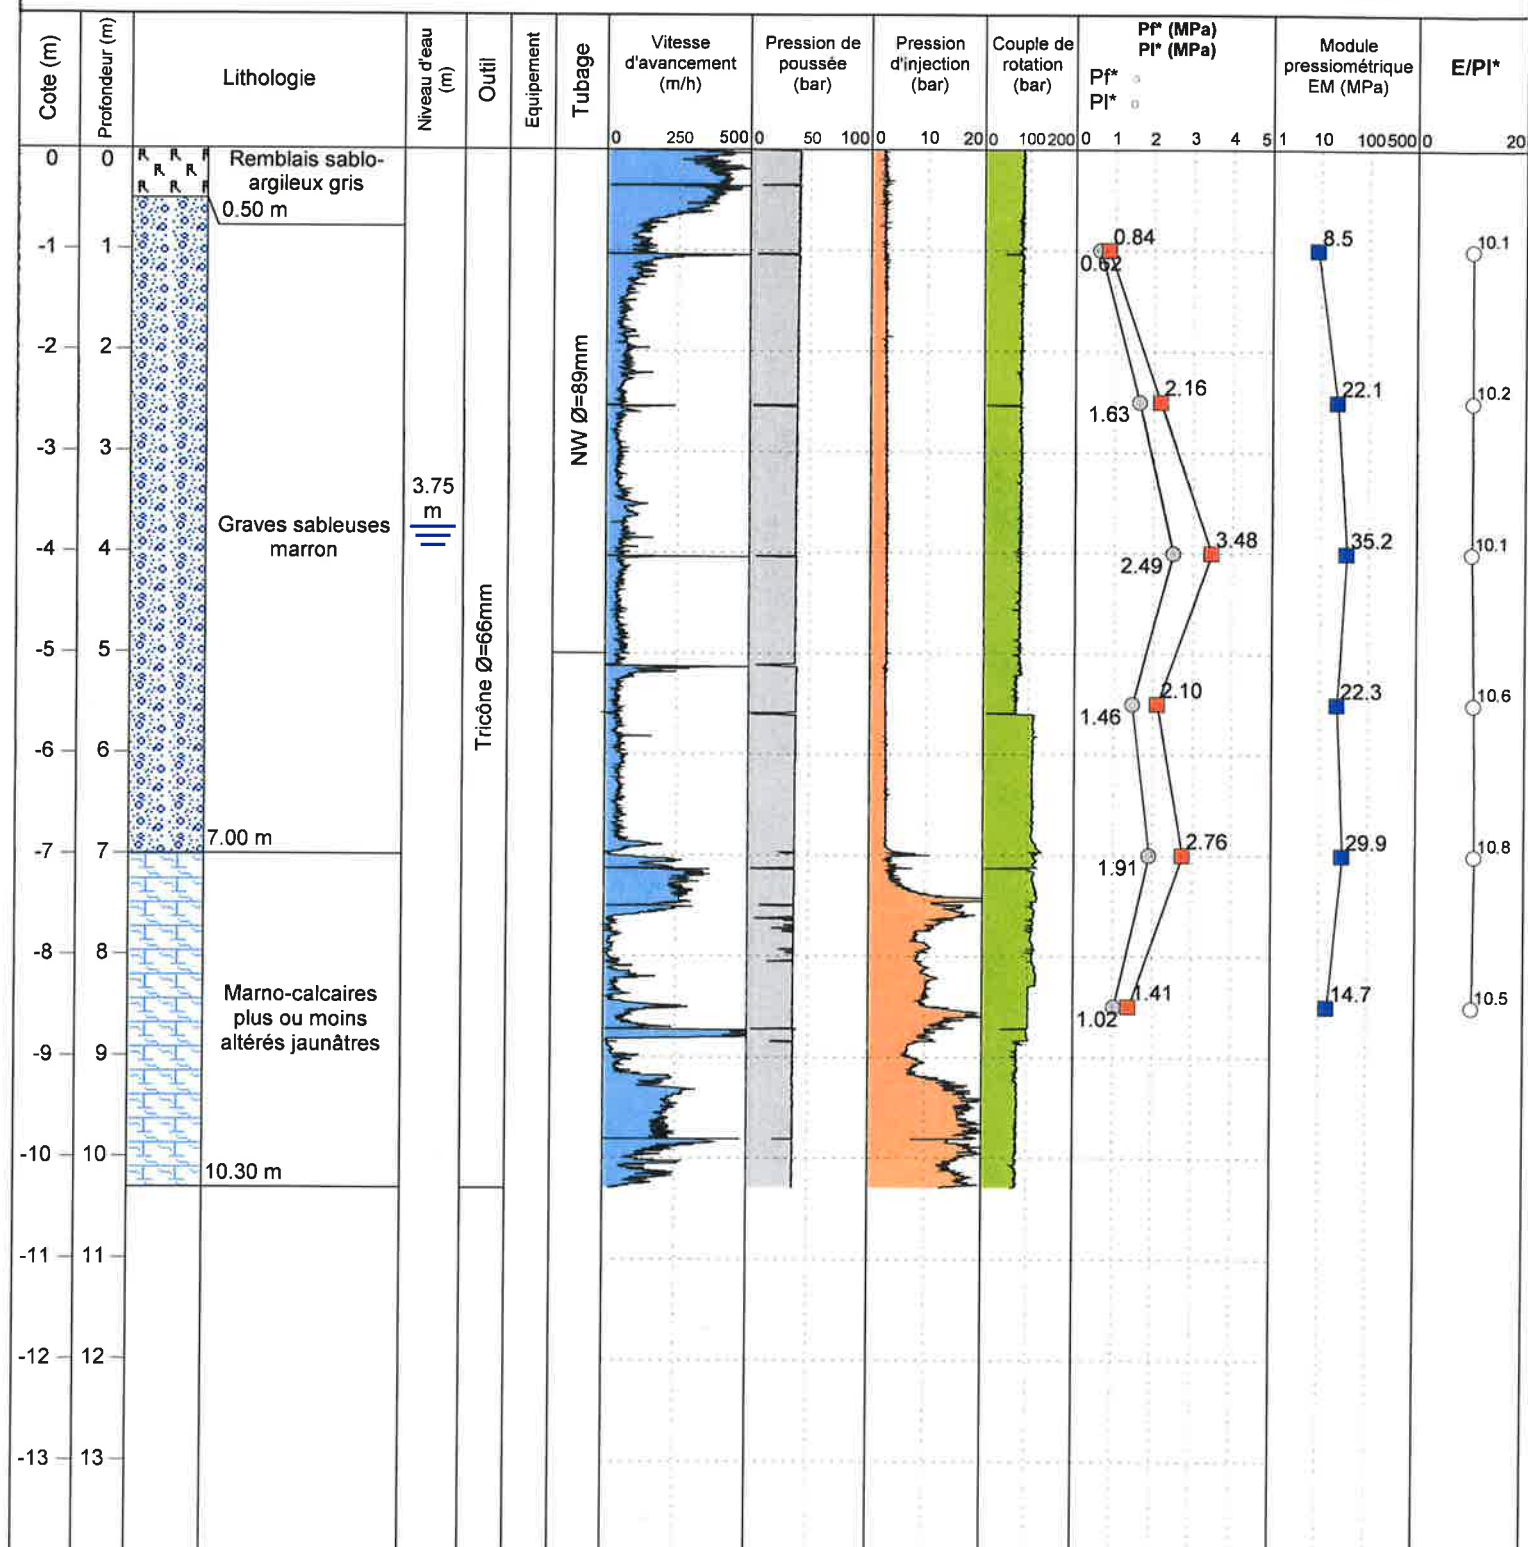 Cote (m)
Profondeur (m)
Lithologie
Niveau d'eau
(m)
Outil
Equipement
Tubage
Vitesse
d'avancement
(m/h)
0 250 500
Pression de
poussée
(bar)
0 50 100
Pression
d'injection
(bar)
0 10 20
Couple de
rotation
(bar)
0 100 200
Pf* (MPa)
Pl* (MPa)
Pf*
Pl*
0 1 2 3 4 5
Module
pressiométrique
EM (MPa)
1 10 100 500
E/Pl*
0 20
0 0
R R R
R R
R R R
Remblais sablo-
argileux gris
0.50 m
-1 1
0.84
0.62
8.5
10.1
-2 2
2.16
1.63
22.1
10.2
NW Ø=89mm
-3 3
3.75
m
Graves sableuses
marron
-4 4
3.48
2.49
35.2
10.1
-5 5
Tricône Ø=66mm
2.10
1.46
22.3
10.6
-6 6
7.00 m
-7 7
2.76
1.91
29.9
10.8
-8 8
Marno-calcaires
plus ou moins
altérés jaunâtres
1.41
1.02
14.7
10.5
-9 9
-10 10
10.30 m
-11 11
-12 12
-13 13